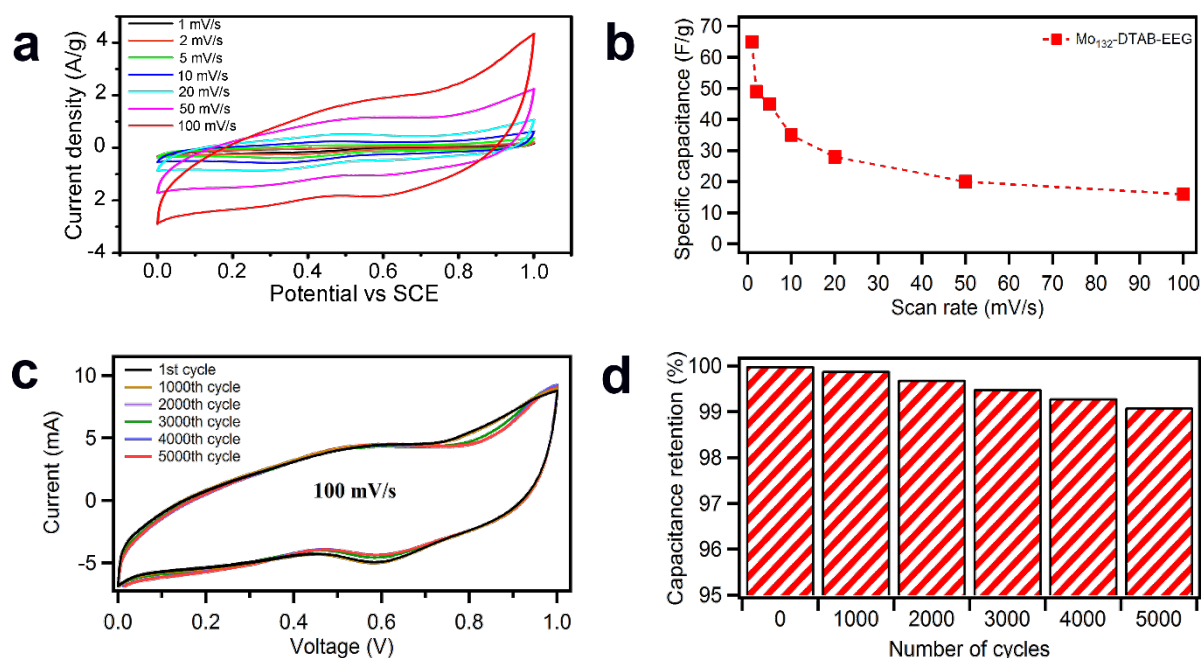 a
1 mV/s
2 mV/s
5 mV/s
10 mV/s
20 mV/s
50 mV/s
100 mV/s
Current density (A/g)
4
2
0
2
-4
0.0 0.2 0.4 0.6 0.8 1.0
Potential vs SCE
b
Mo₁₃₂-DTAB-EEG
Specific capacitance (F/g)
70
60
50
40
30
20
10
0
0 10 20 30 40 50 60 70 80 90 100
Scan rate (mV/s)
c
1st cycle
1000th cycle
2000th cycle
3000th cycle
4000th cycle
5000th cycle
100 mV/s
Current (mA)
10
5
0
-5
0.0 0.2 0.4 0.6 0.8 1.0
Voltage (V)
d
Capacitance retention (%)
100
99
98
97
96
95
0 1000 2000 3000 4000 5000
Number of cycles